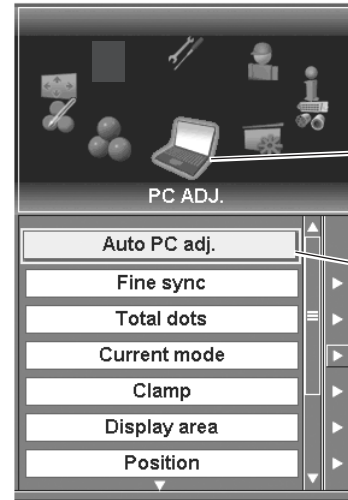 PC ADJ.
Auto PC adj.
Fine sync
Total dots
Current mode
Clamp
Display area
Position